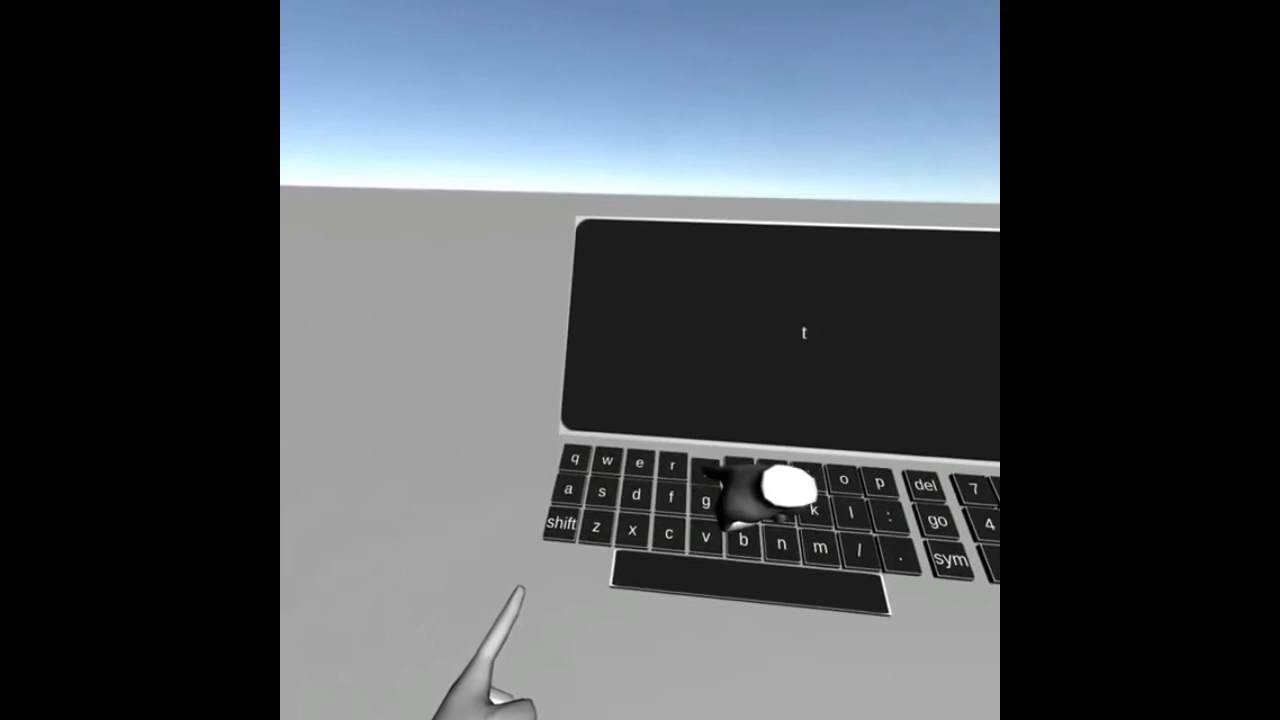 t
q w e r o p del 7
a s d f g k l : go 4
shift z x c v b n m / . sym